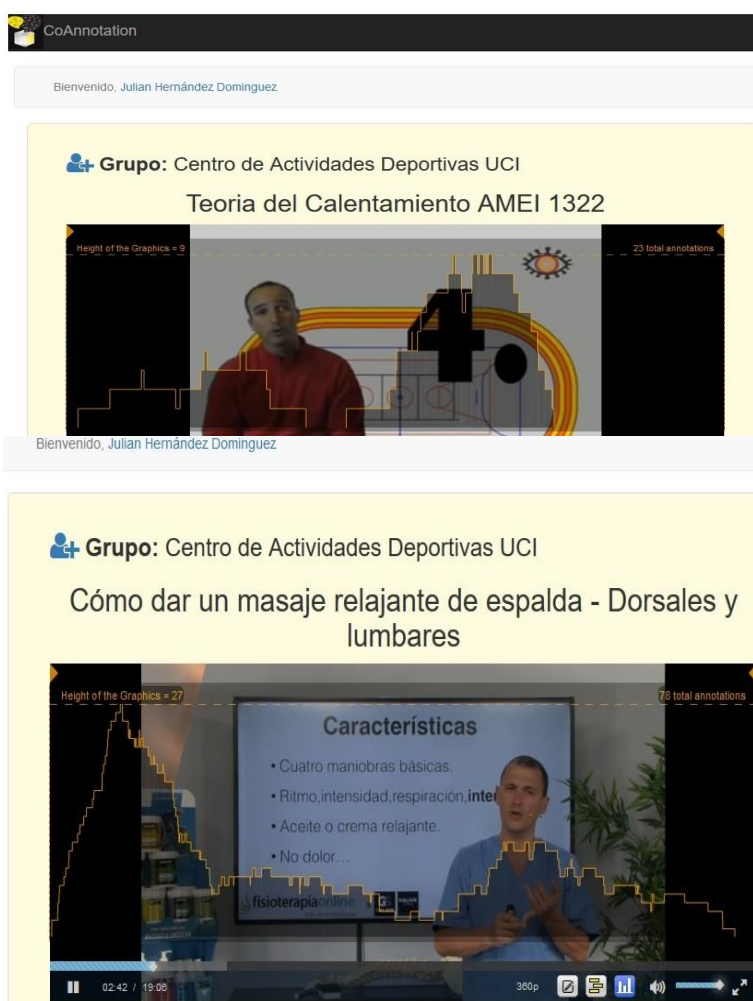 CoAnnotation
Bienvenido, Julian Hernández Dominguez
Grupo: Centro de Actividades Deportivas UCI
Teoria del Calentamiento AMEI 1322
Height of the Graphics = 9
23 total annotations
4.
Bienvenido, Julian Hernández Dominguez
Grupo: Centro de Actividades Deportivas UCI
Cómo dar un masaje relajante de espalda - Dorsales y
lumbares
Height of the Graphics = 27
78 total annotations
Características
• Cuatro maniobras básicas.
• Ritmo,intensidad,respiración,inte
• Aceite o crema relajante.
• No dolor...
fisioterapiaonline
02:42 / 19:06
360p